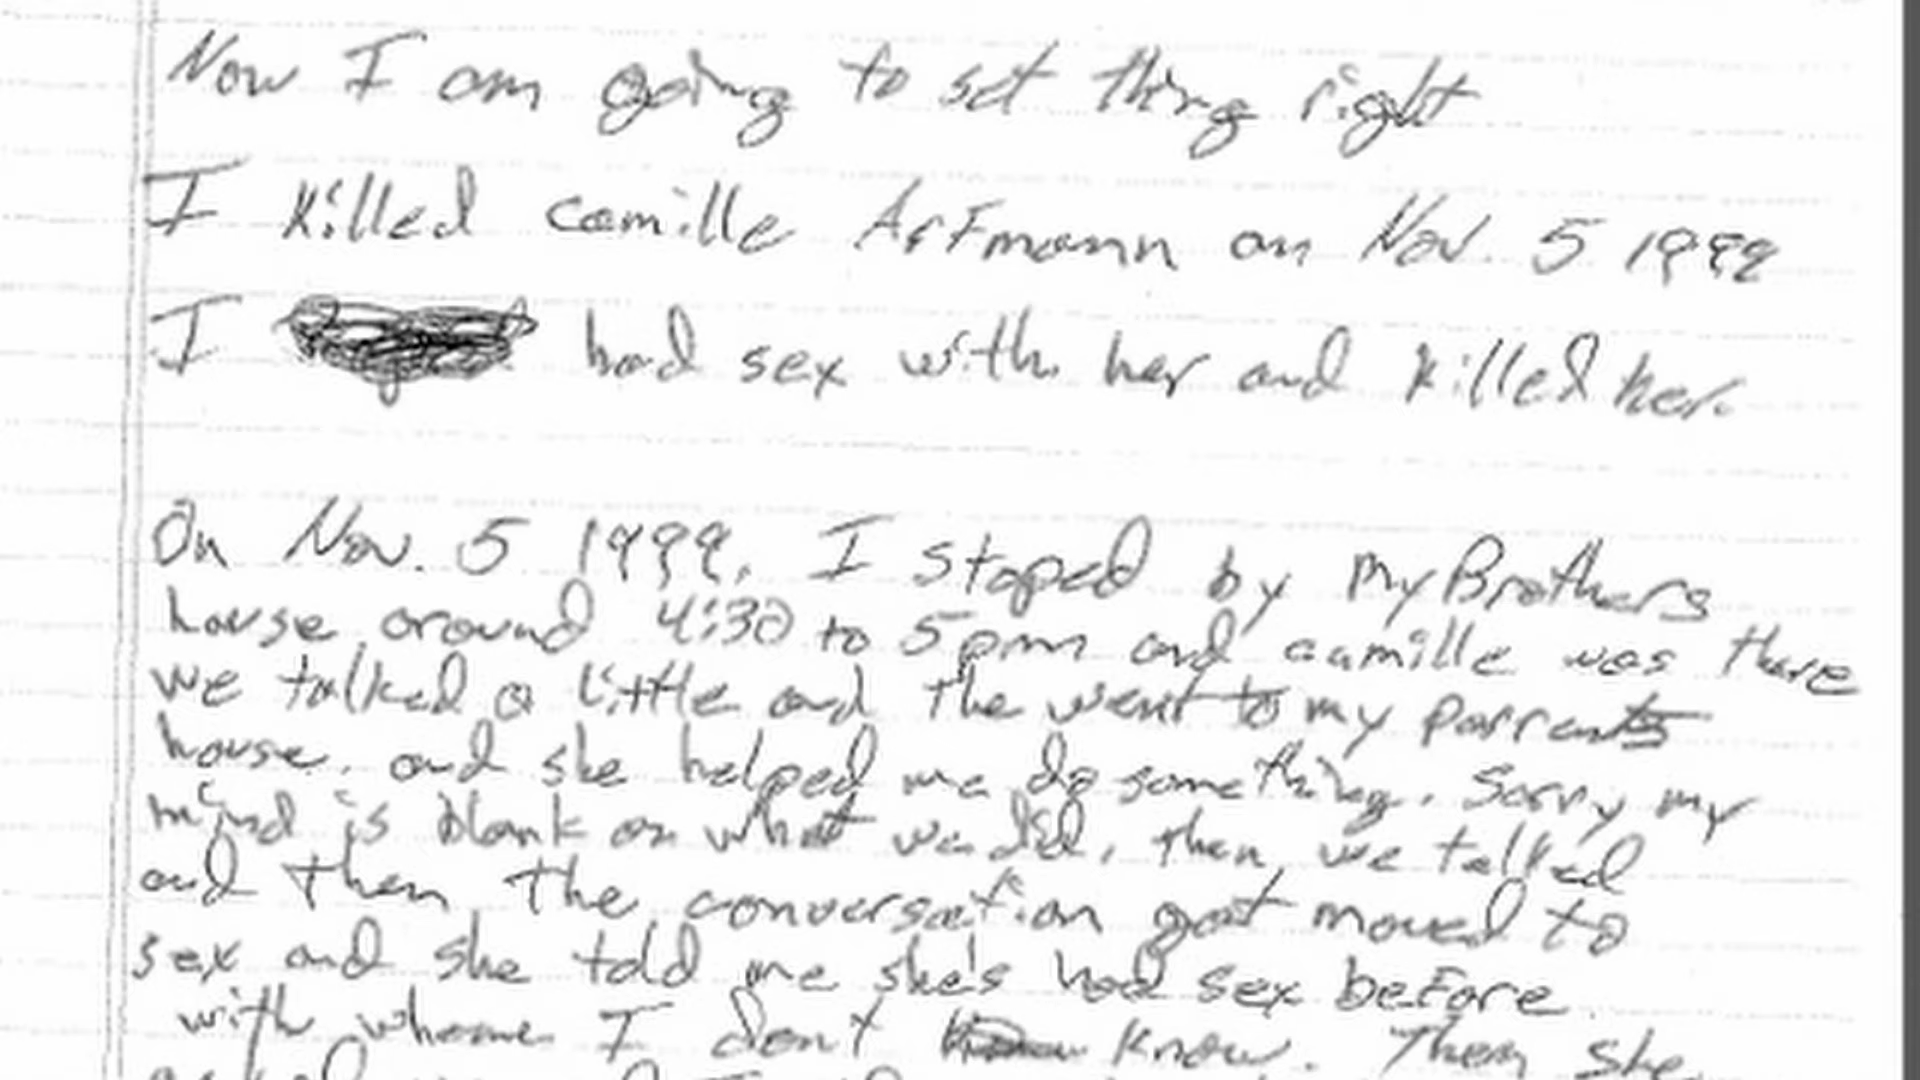 Now I am going to set thing right
I killed camille Arfmann on Nov. 5 1999
I had sex with her and killed her.
On Nov. 5 1999, I stoped by my Brothers
house around 4:30 to 5pm and camille was there
we talked a little and the went to my parrents
house. and she helped me do something. Sorry my
mind is blank on what we did, then we talked
and then the conversation got moved to
sex and she told me she's had sex before
with whome I don't know. Then she